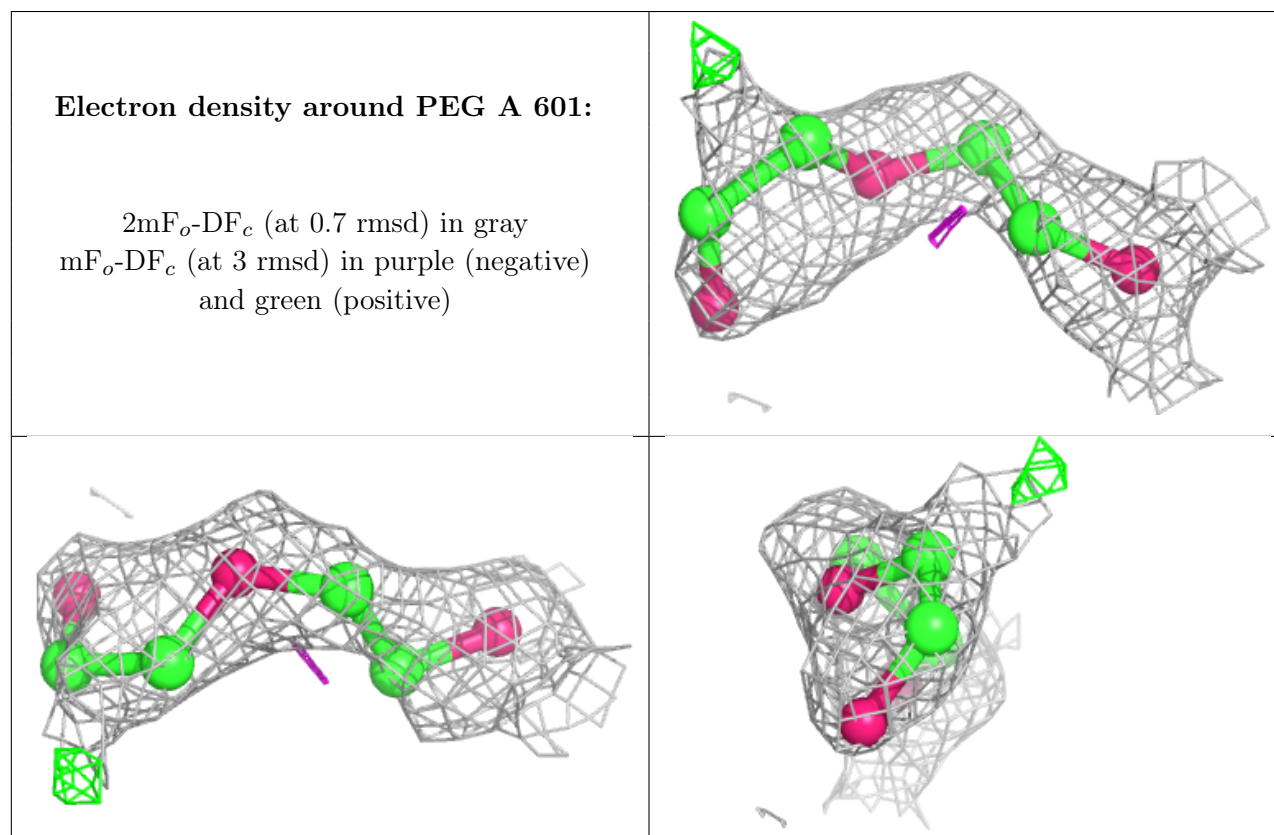 Electron density around PEG A 601:
2mFo-DFc (at 0.7 rmsd) in gray
mFo-DFc (at 3 rmsd) in purple (negative)
and green (positive)